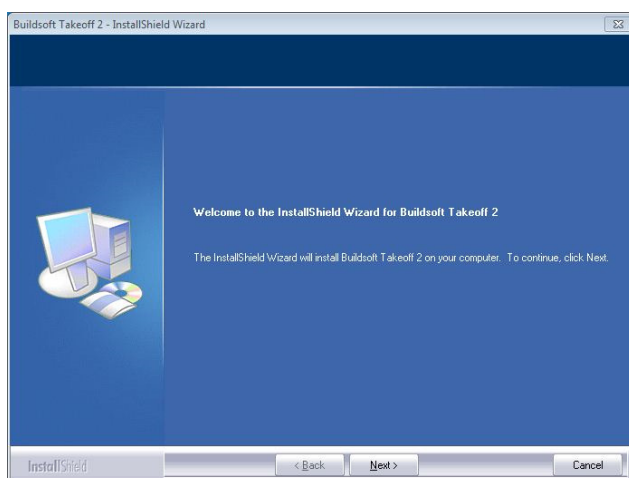 Buildsoft Takeoff 2 - InstallShield Wizard
Welcome to the InstallShield Wizard for Buildsoft Takeoff 2
The InstallShield Wizard will install Buildsoft Takeoff 2 on your computer. To continue, click Next.
InstallShield
< Back Next > Cancel